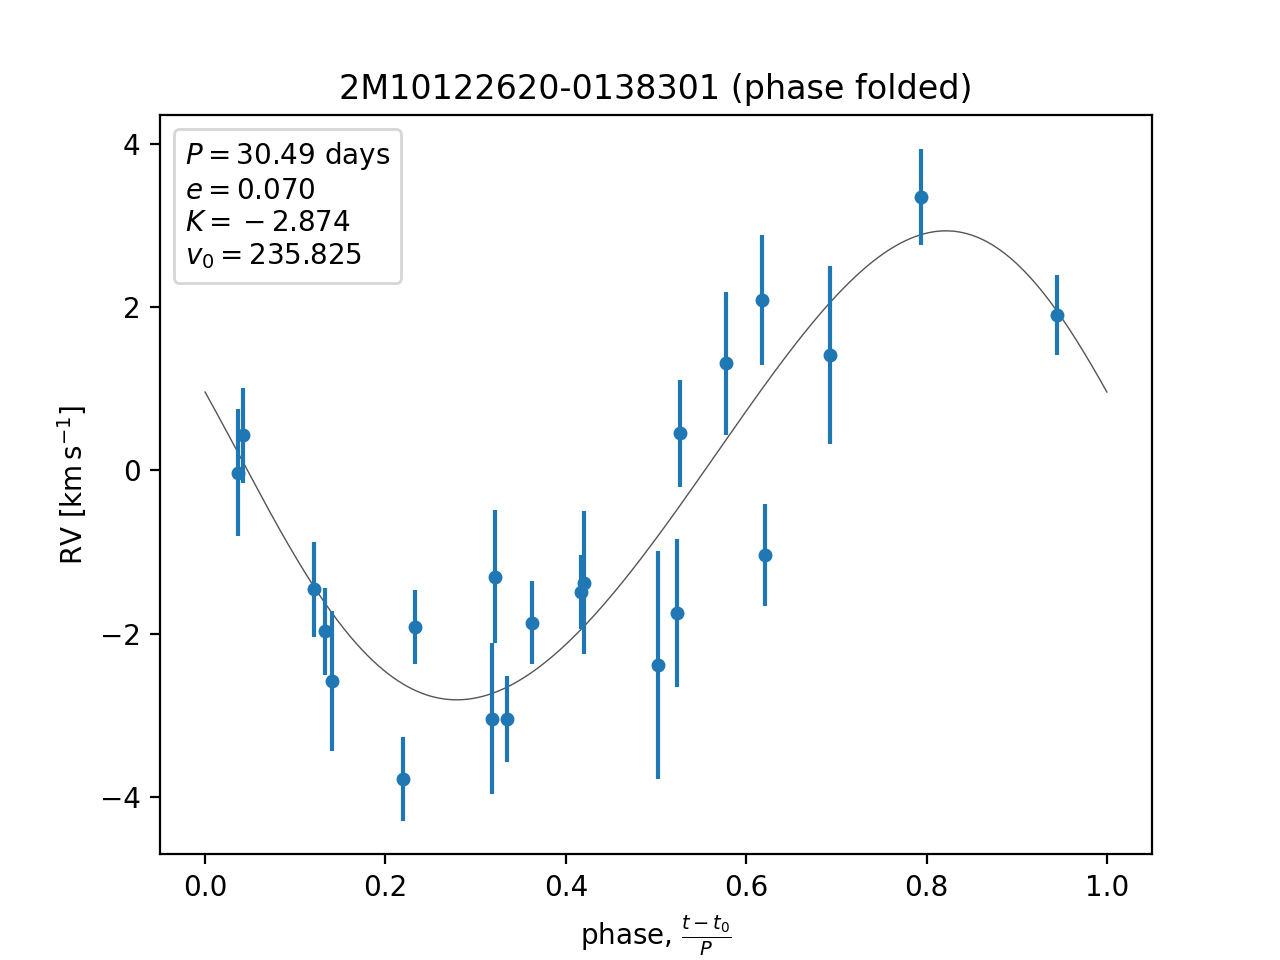 2M10122620-0138301 (phase folded)
P = 30.49 days
e = 0.070
K = −2.874
v₀ = 235.825
RV [km s⁻¹]
4
2
0
−2
−4
0.0 0.2 0.4 0.6 0.8 1.0
phase, (t − t₀)/P